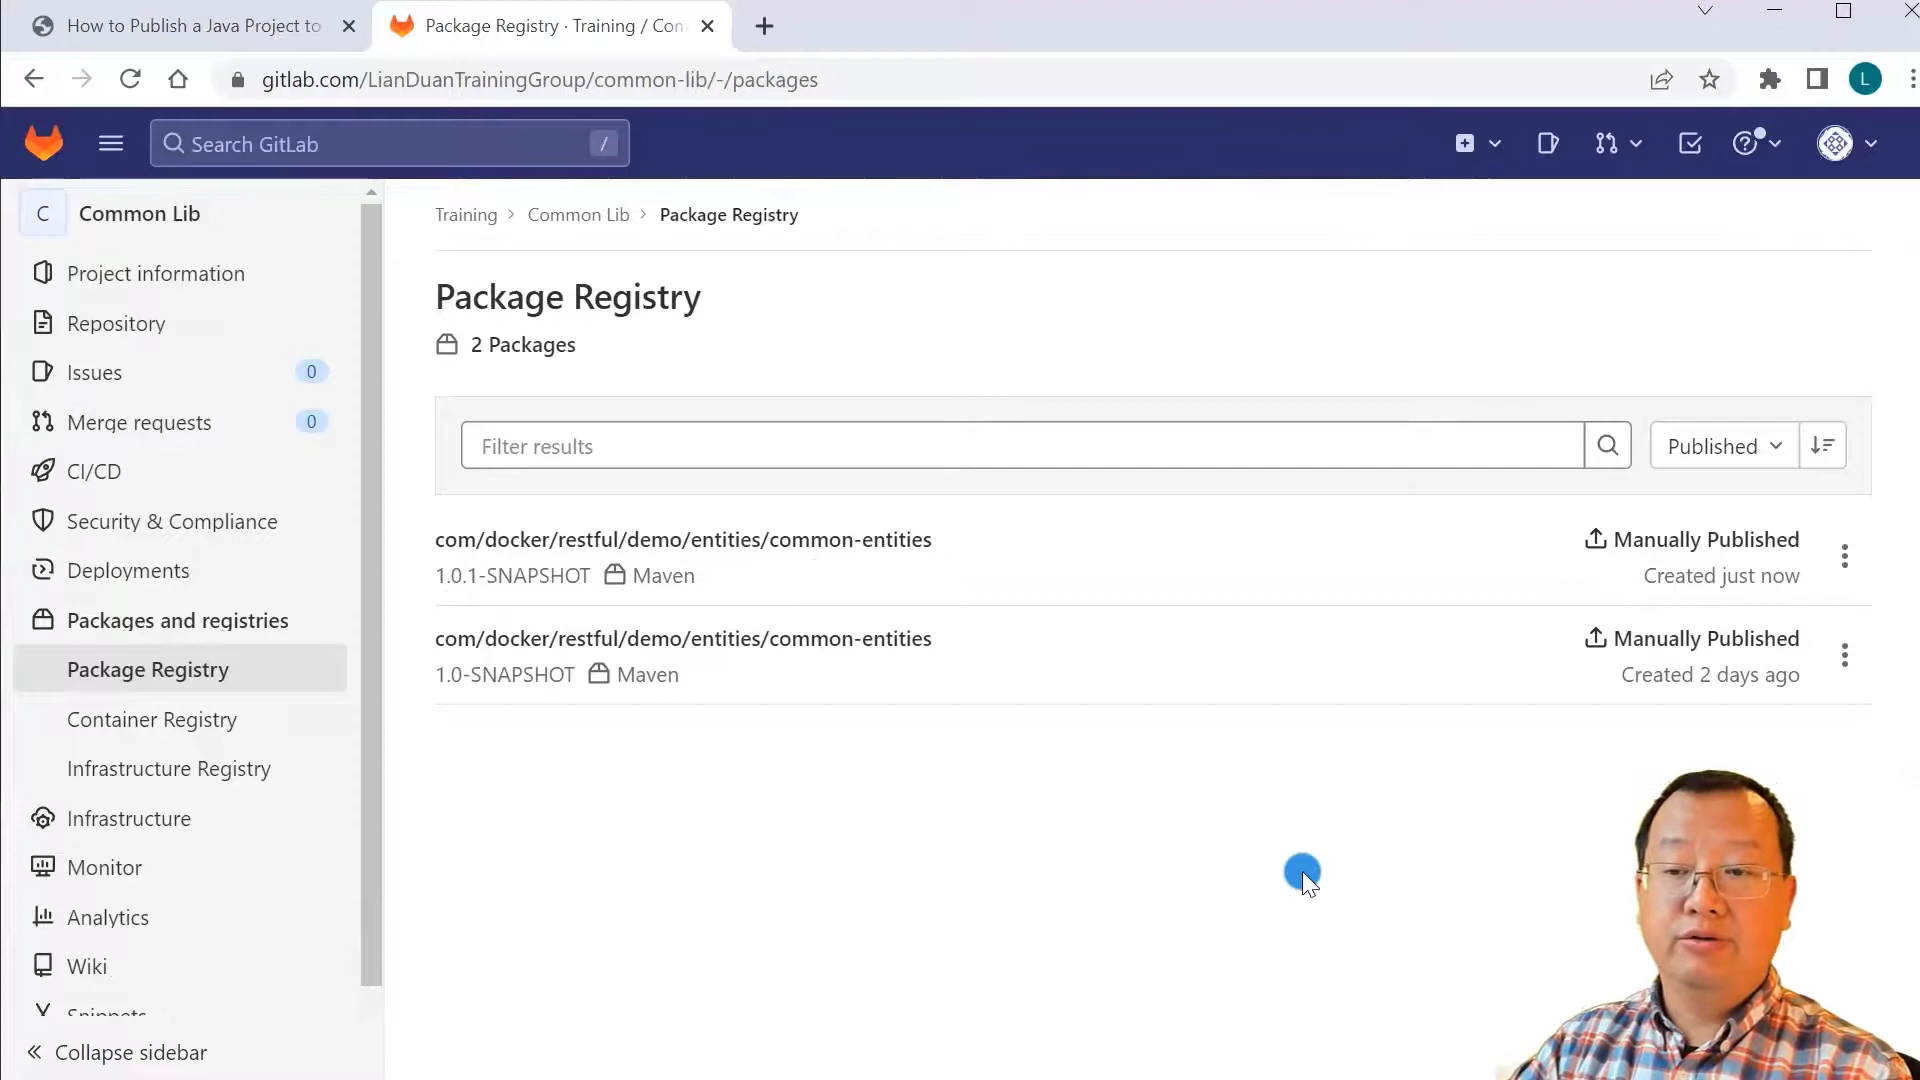 How to Publish a Java Project to
Package Registry · Training / Com
gitlab.com/LianDuanTrainingGroup/common-lib/-/packages
L
Search GitLab
/
C
Common Lib
Project information
Repository
Issues
0
Merge requests
0
CI/CD
Security & Compliance
Deployments
Packages and registries
Package Registry
Container Registry
Infrastructure Registry
Infrastructure
Monitor
Analytics
Wiki
Snippets
Collapse sidebar
Training
Common Lib
Package Registry
Package Registry
2 Packages
Filter results
Published
com/docker/restful/demo/entities/common-entities
Manually Published
1.0.1-SNAPSHOT Maven
Created just now
com/docker/restful/demo/entities/common-entities
Manually Published
1.0-SNAPSHOT Maven
Created 2 days ago